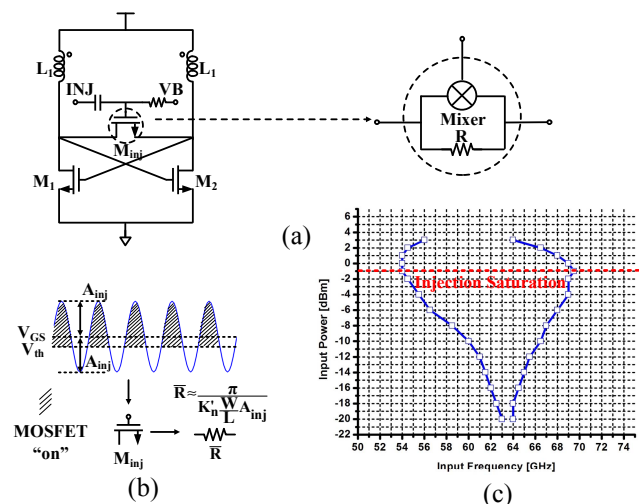 L1
L1
INJ
VB
Minj
M1
M2
Mixer
R
(a)
Ainj
VGS
Vth
Ainj
MOSFET
"on"
Minj
R̅≈π/(K'n W/L Ainj)
R̅
(b)
Input Power [dBm]
6
4
2
0
-2
-4
-6
-8
-10
-12
-14
-16
-18
-20
-22
Injection Saturation
50 52 54 56 58 60 62 64 66 68 70 72 74
Input Frequency [GHz]
(c)